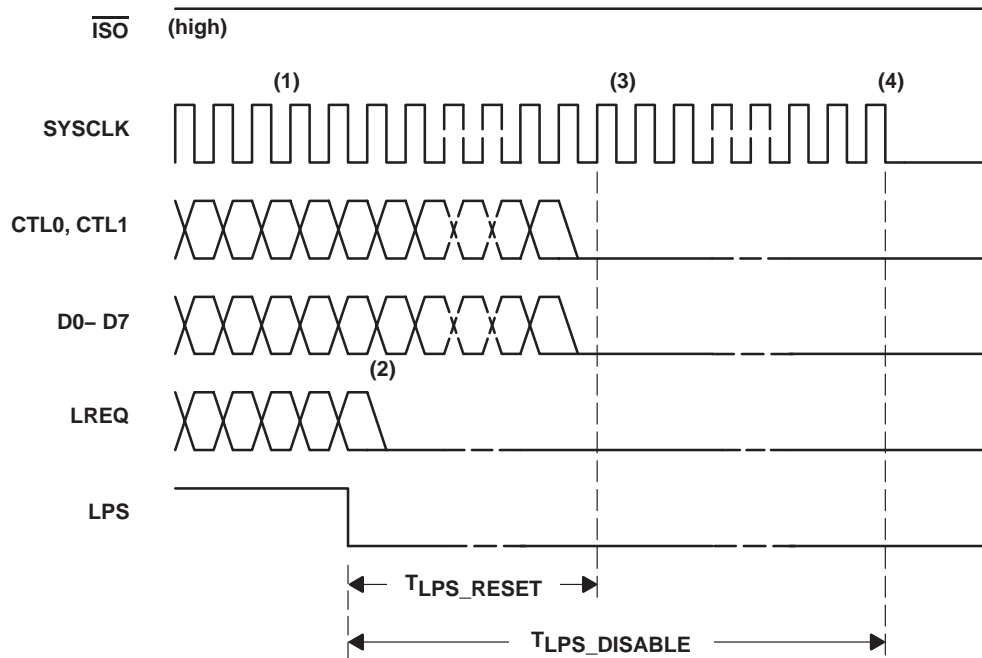 ISO
(high)
(1)
(3)
(4)
SYSCLK
CTL0, CTL1
D0– D7
(2)
LREQ
LPS
TLPS_RESET
TLPS_DISABLE